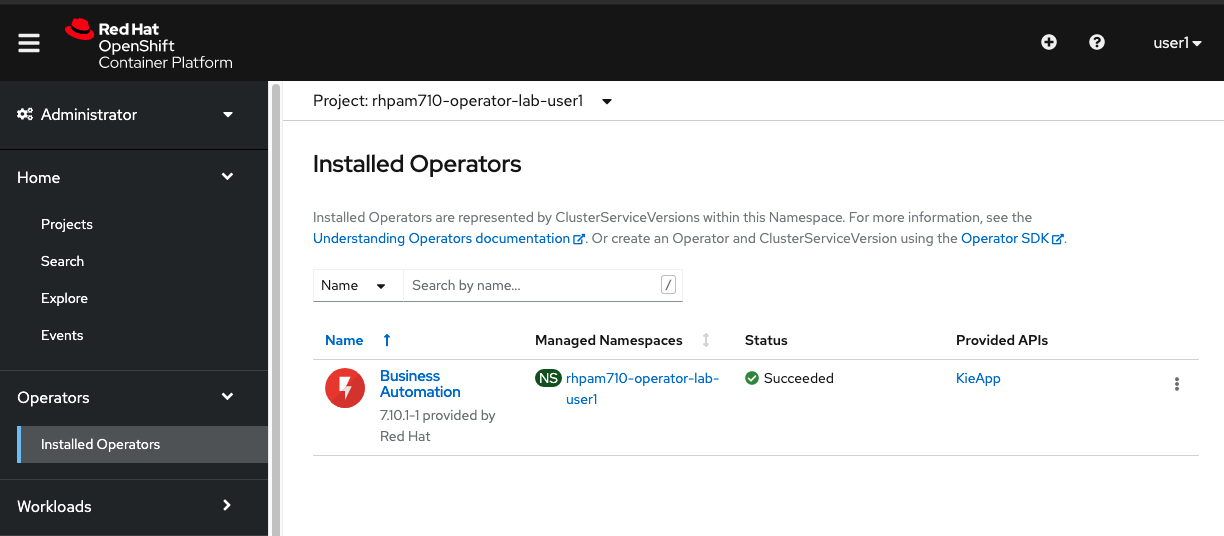 Red Hat
OpenShift
Container Platform
user1
Administrator
Project: rhpam710-operator-lab-user1
Home
Projects
Search
Explore
Events
Operators
Installed Operators
Workloads
Installed Operators
Installed Operators are represented by ClusterServiceVersions within this Namespace. For more information, see the
Understanding Operators documentation. Or create an Operator and ClusterServiceVersion using the Operator SDK.
Name Search by name... /
Name Managed Namespaces Status Provided APIs
Business
Automation
7.10.1-1 provided by
Red Hat
NS rhpam710-operator-lab-
user1
Succeeded
KieApp